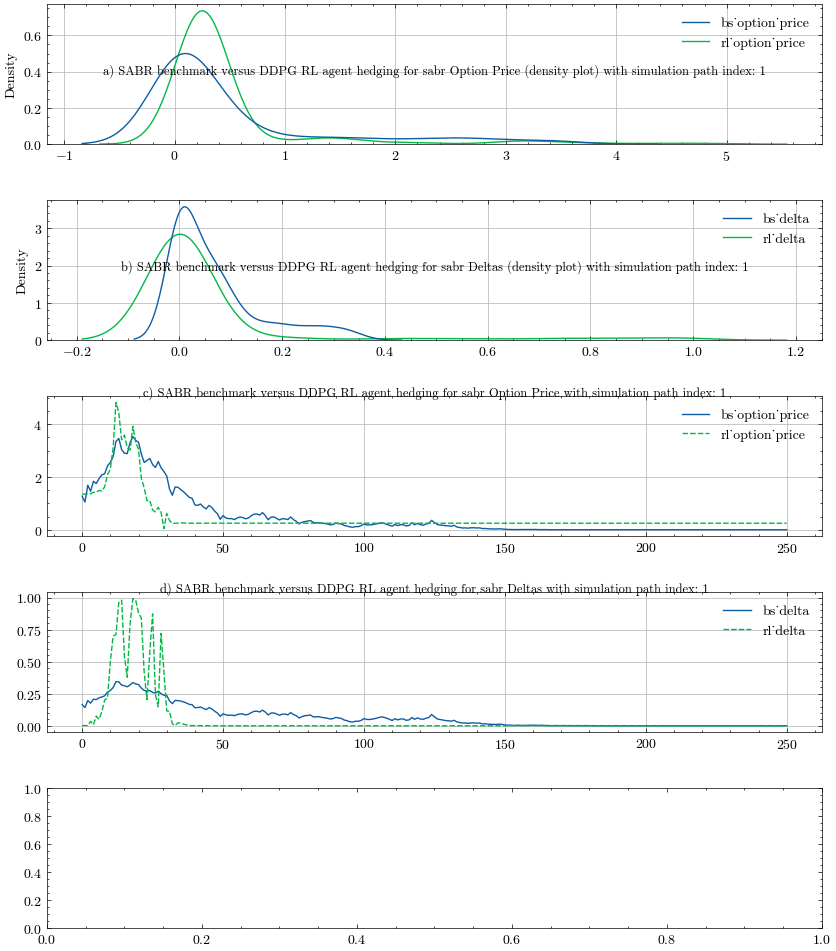 bs˙option˙price
rl˙option˙price
Density
0.6
0.4
0.2
0.0
a) SABR benchmark versus DDPG RL agent hedging for sabr Option Price (density plot) with simulation path index: 1
−1 0 1 2 3 4 5
bs˙delta
rl˙delta
Density
3
2
1
0
b) SABR benchmark versus DDPG RL agent hedging for sabr Deltas (density plot) with simulation path index: 1
−0.2 0.0 0.2 0.4 0.6 0.8 1.0 1.2
c) SABR benchmark versus DDPG RL agent hedging for sabr Option Price with simulation path index: 1
bs˙option˙price
rl˙option˙price
4
2
0
0 50 100 150 200 250
d) SABR benchmark versus DDPG RL agent hedging for sabr Deltas with simulation path index: 1
bs˙delta
rl˙delta
1.00
0.75
0.50
0.25
0.00
0 50 100 150 200 250
1.0
0.8
0.6
0.4
0.2
0.0
0.0 0.2 0.4 0.6 0.8 1.0